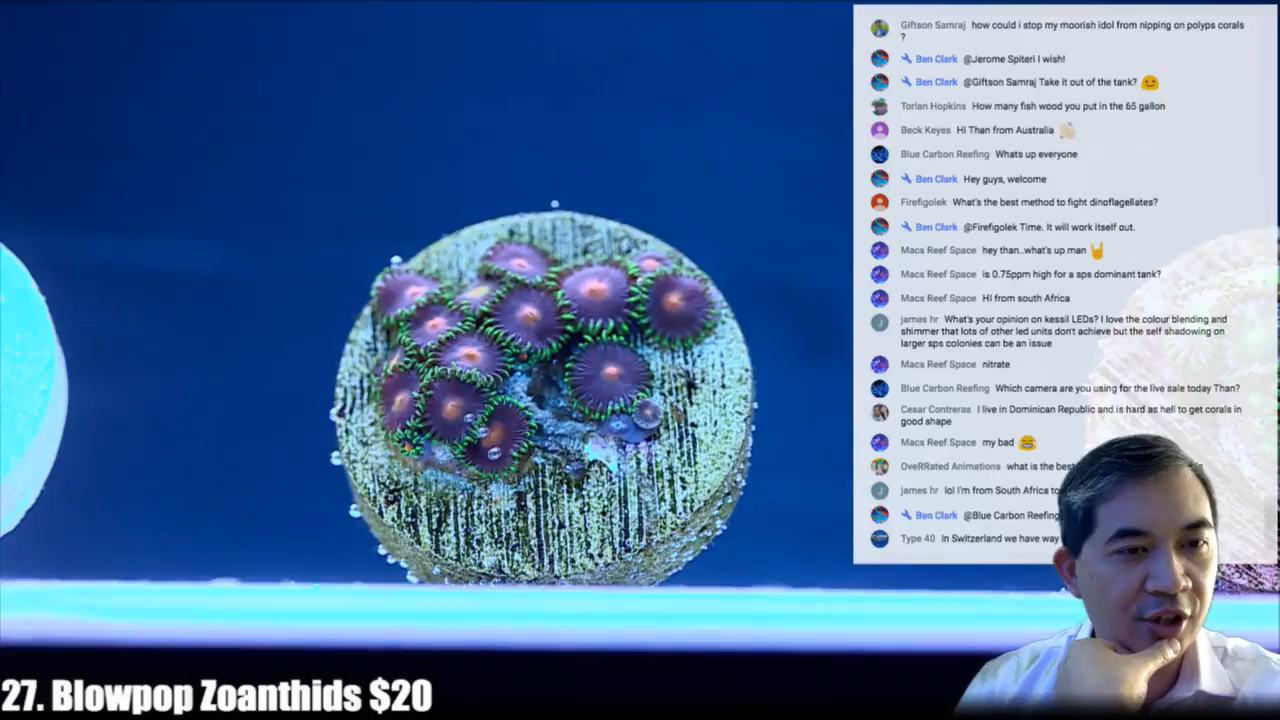 Giftson Samraj how could i stop my moorish idol from nipping on polyps corals
?
Ben Clark @Jerome Spiteri I wish!
Ben Clark @Giftson Samraj Take it out of the tank? 😉
Torian Hopkins How many fish wood you put in the 65 gallon
Beck Keyes Hi Than from Australia 👋🏻
Blue Carbon Reefing Whats up everyone
Ben Clark Hey guys, welcome
Firefigolek What's the best method to fight dinoflagellates?
Ben Clark @Firefigolek Time. It will work itself out.
Macs Reef Space hey than..what's up man 🤘
Macs Reef Space is 0.75ppm high for a sps dominant tank?
Macs Reef Space HI from south Africa
J james hr What's your opinion on kessil LEDs? I love the colour blending and
shimmer that lots of other led units don't achieve but the self shadowing on
larger sps colonies can be an issue
Macs Reef Space nitrate
Blue Carbon Reefing Which camera are you using for the live sale today Than?
Cesar Contreras I live in Dominican Republic and is hard as hell to get corals in
good shape
Macs Reef Space my bad 😂
OveRRated Animations what is the best
J james hr lol I'm from South Africa
Ben Clark @Blue Carbon Reefing
Type 40 In Switzerland we have way
27. Blowpop Zoanthids $20